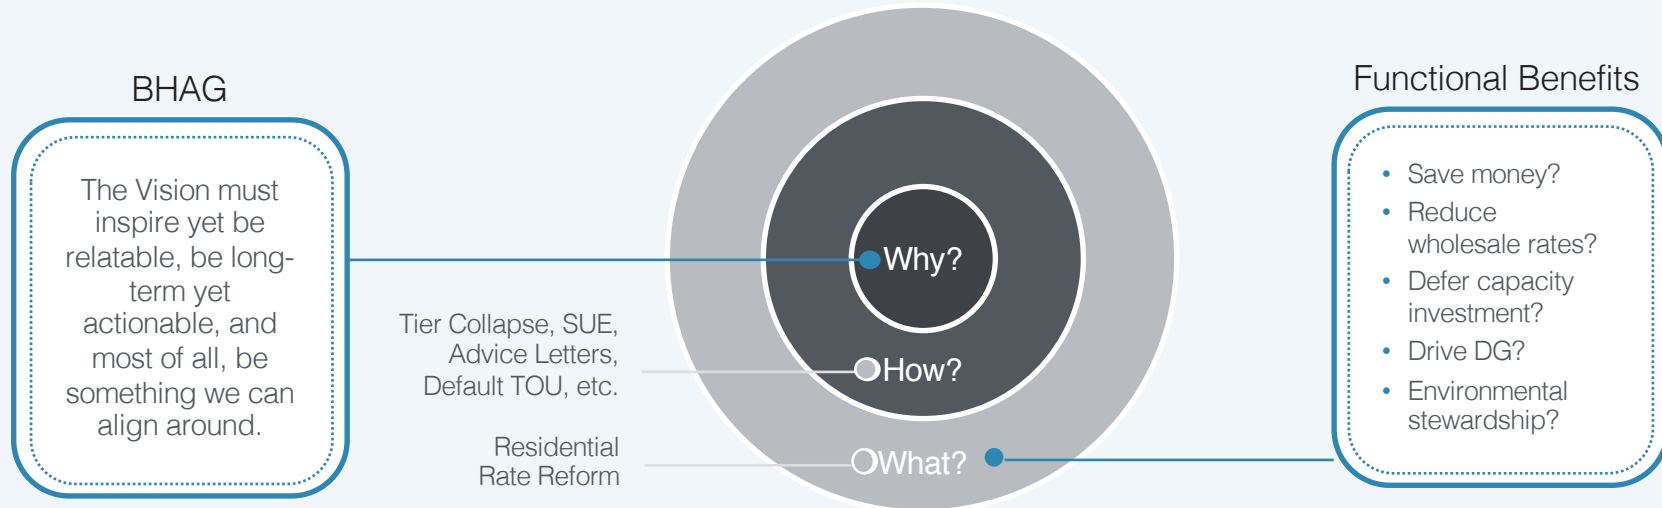 BHAG
The Vision must
inspire yet be
relatable, be long-
term yet
actionable, and
most of all, be
something we can
align around.
Why?
Tier Collapse, SUE,
Advice Letters,
Default TOU, etc.
How?
Residential
Rate Reform
What?
Functional Benefits
• Save money?
• Reduce
wholesale rates?
• Defer capacity
investment?
• Drive DG?
• Environmental
stewardship?